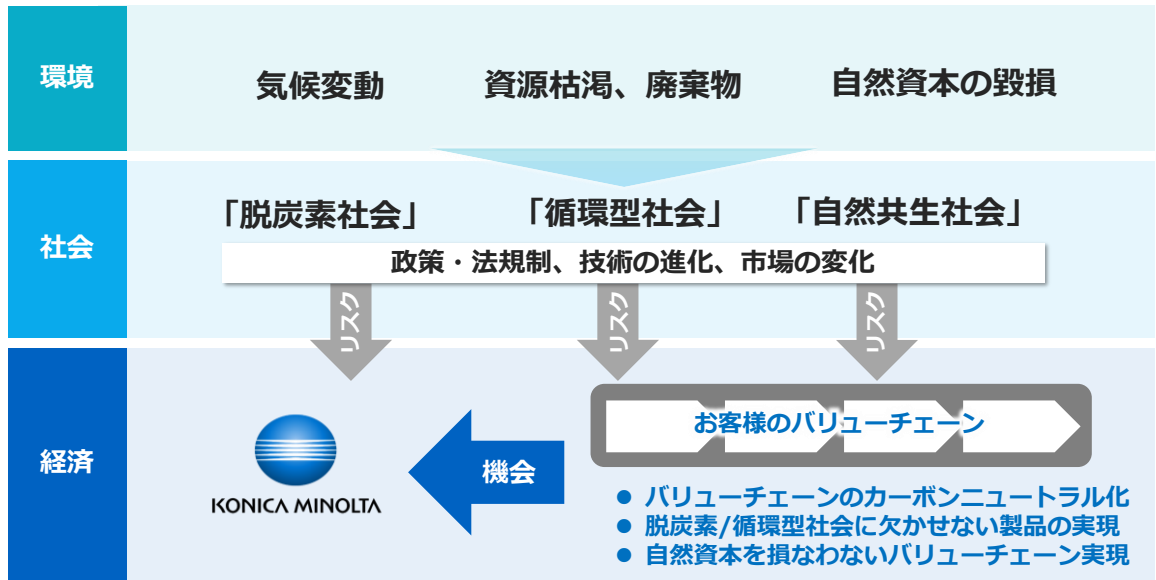 環境
気候変動
資源枯渇、廃棄物
自然資本の毀損
社会
「脱炭素社会」
「循環型社会」
「自然共生社会」
政策・法規制、技術の進化、市場の変化
リスク
リスク
リスク
経済
KONICA MINOLTA
機会
お客様のバリューチェーン
● バリューチェーンのカーボンニュートラル化
● 脱炭素/循環型社会に欠かせない製品の実現
● 自然資本を損なわないバリューチェーン実現